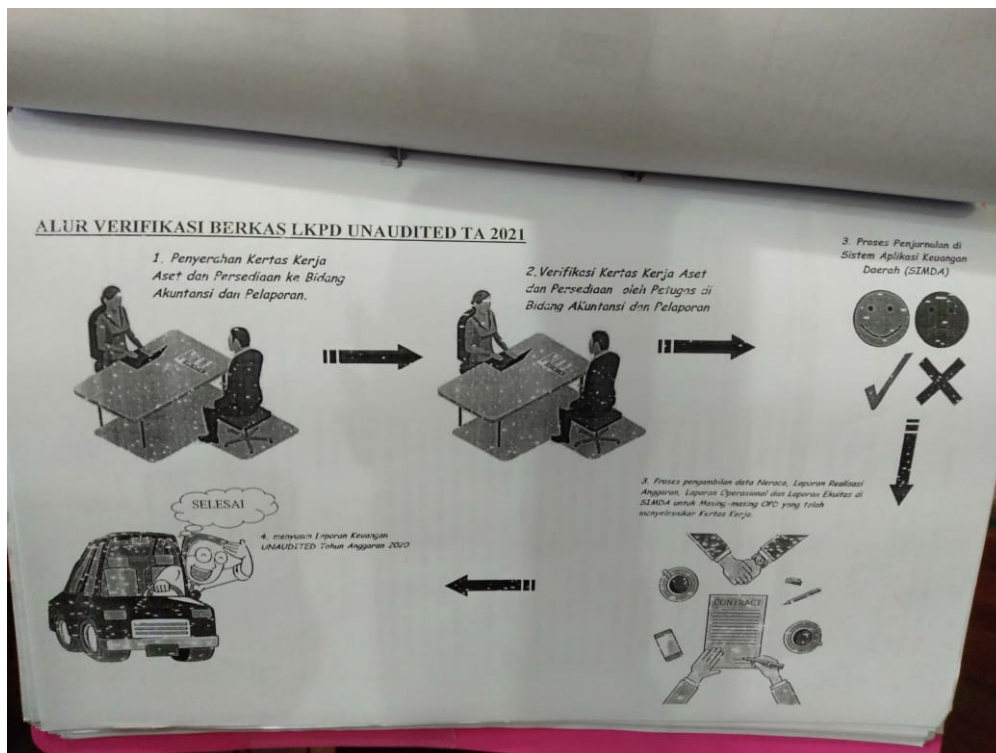 ALUR VERIFIKASI BERKAS LKPD UNAUDITED TA 2021
1. Penyerahan Kertas Kerja
Aset dan Persediaan ke Bidang
Akuntansi dan Pelaporan.
2.Verifikasi Kertas Kerja Aset
dan Persediaan oleh Petugas di
Bidang AKuntansi dan Pelaporan
3. Proses Penjurnalan di
Sistem Aplikasi Keuangan
Daerah (SIMDA)
3. Proses pengambilan data Neraca, Laporan Realisasi
Anggaran, Laporan Operasional dan Laporan Ekuitas di
SIMDA untuk Masing-masing OPD yang telah
menyelesaikan Kertas Kerja.
CONTRACT
4. menyusun Laporan Keuangan
UNAUDITED Tahun Anggaran 2020
SELESAI